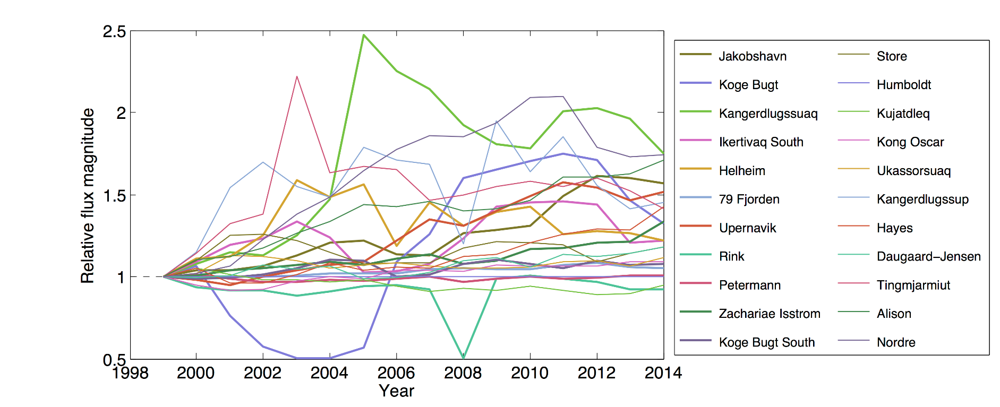 2.5
2
1.5
1
0.5
Relative flux magnitude
1998 2000 2002 2004 2006 2008 2010 2012 2014
Year
Jakobshavn
Koge Bugt
Kangerdlugssuaq
Ikertivaq South
Helheim
79 Fjorden
Upernavik
Rink
Petermann
Zachariae Isstrom
Koge Bugt South
Store
Humboldt
Kujatdleq
Kong Oscar
Ukassorsuaq
Kangerdlugssup
Hayes
Daugaard–Jensen
Tingmjarmiut
Alison
Nordre